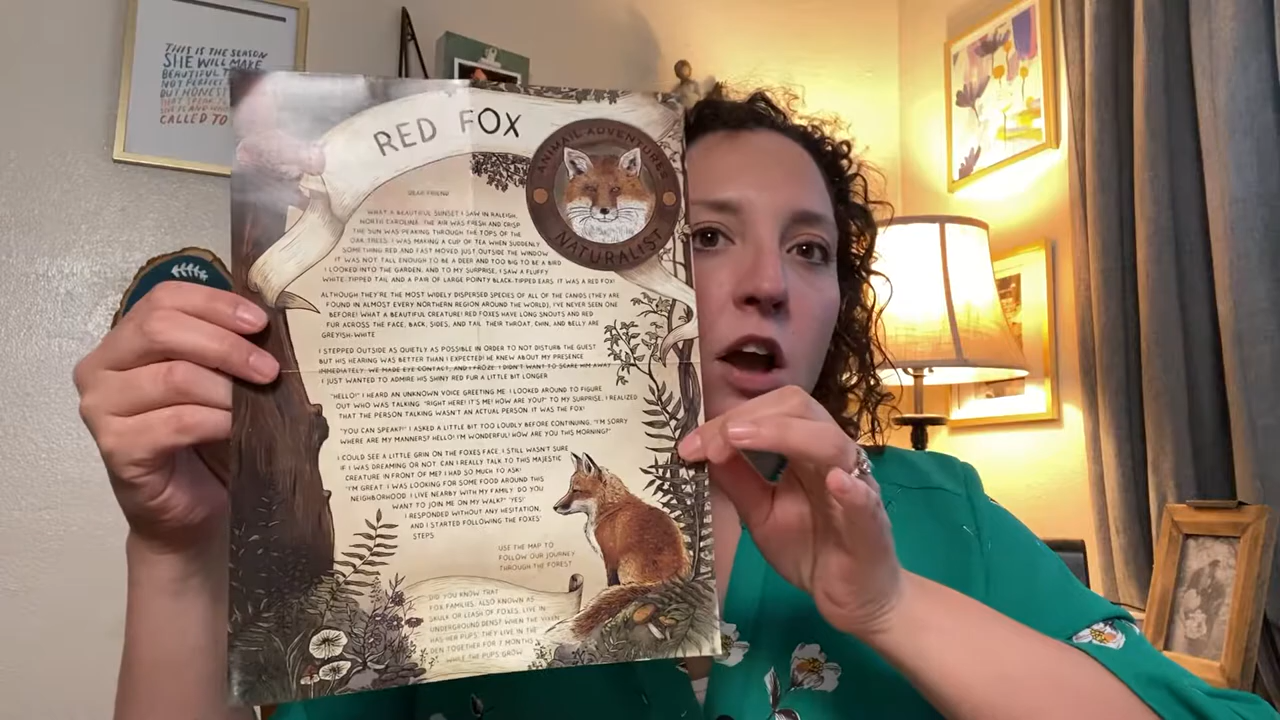 THIS IS THE SEASON
SHE WILL MAKE
BEAUTIFUL
NOT PERFECT
BUT HONEST
THAT SPEAK
CALLED TO
RED FOX
ANIMAIL ADVENTURES
NATURALIST
DEAR FRIEND
WHAT A BEAUTIFUL SUNSET I SAW IN RALEIGH,
NORTH CAROLINA. THE AIR WAS FRESH AND CRISP
THE SUN WAS PEAKING THROUGH THE TOPS OF THE
OAK TREES. I WAS MAKING A CUP OF TEA WHEN SUDDENLY
SOMETHING RED AND FAST MOVED JUST OUTSIDE THE WINDOW
IT WAS NOT TALL ENOUGH TO BE A DEER AND TOO BIG TO BE A BIRD
I LOOKED INTO THE GARDEN, AND TO MY SURPRISE, I SAW A FLUFFY
WHITE-TIPPED TAIL AND A PAIR OF LARGE POINTY BLACK-TIPPED EARS. IT WAS A RED FOX!
ALTHOUGH THEY'RE THE MOST WIDELY DISPERSED SPECIES OF ALL OF THE CANIDS (THEY ARE
FOUND IN ALMOST EVERY NORTHERN REGION AROUND THE WORLD), I'VE NEVER SEEN ONE
BEFORE! WHAT A BEAUTIFUL CREATURE! RED FOXES HAVE LONG SNOUTS AND RED
FUR ACROSS THE FACE, BACK, SIDES, AND TAIL. THEIR THROAT, CHIN, AND BELLY ARE
GREYISH-WHITE
I STEPPED OUTSIDE AS QUIETLY AS POSSIBLE IN ORDER TO NOT DISTURB THE GUEST
BUT HIS HEARING WAS BETTER THAN I EXPECTED! HE KNEW ABOUT MY PRESENCE
IMMEDIATELY. WE MADE EYE CONTACT, AND I FROZE. I DIDN'T WANT TO SCARE HIM AWAY
I JUST WANTED TO ADMIRE HIS SHINY RED FUR A LITTLE BIT LONGER
"HELLO!" I HEARD AN UNKNOWN VOICE GREETING ME. I LOOKED AROUND TO FIGURE
OUT WHO WAS TALKING. "RIGHT HERE! IT'S ME! HOW ARE YOU?" TO MY SURPRISE, I REALIZED
THAT THE PERSON TALKING WASN'T AN ACTUAL PERSON. IT WAS THE FOX!
"YOU CAN SPEAK?" I ASKED A LITTLE BIT TOO LOUDLY BEFORE CONTINUING, "I'M SORRY
WHERE ARE MY MANNERS? HELLO! I'M WONDERFUL! HOW ARE YOU THIS MORNING?"
I COULD SEE A LITTLE GRIN ON THE FOXES FACE. I STILL WASN'T SURE
IF I WAS DREAMING OR NOT. CAN I REALLY TALK TO THIS MAJESTIC
CREATURE IN FRONT OF ME? I HAD SO MUCH TO ASK!
"I'M GREAT. I WAS LOOKING FOR SOME FOOD AROUND THIS
NEIGHBORHOOD. I LIVE NEARBY WITH MY FAMILY. DO YOU
WANT TO JOIN ME ON MY WALK?" "YES!"
I RESPONDED WITHOUT ANY HESITATION,
AND I STARTED FOLLOWING THE FOXES'
STEPS.
USE THE MAP TO
FOLLOW OUR JOURNEY
THROUGH THE FOREST
DID YOU KNOW THAT
FOX FAMILIES, ALSO KNOWN AS
SKULK OR LEASH OF FOXES, LIVE IN
UNDERGROUND DENS? WHEN THE VIXEN
HAS HER PUPS, THEY LIVE IN THE
DEN TOGETHER FOR 7 MONTHS
WHILE THE PUPS GROW